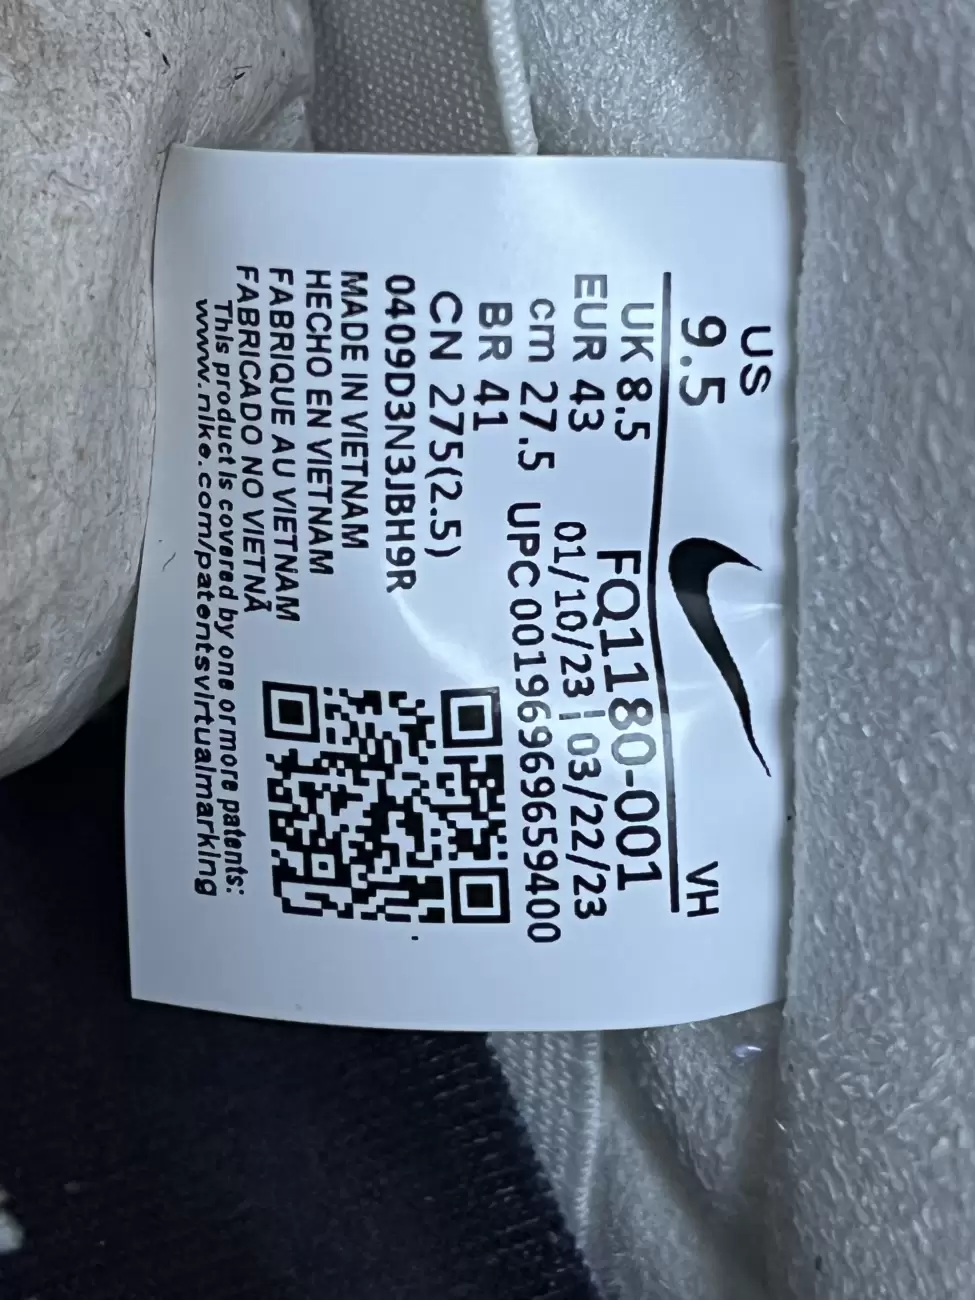 US
9.5
VH
UK 8.5 FQ1180-001
EUR 43 01/10/23 | 03/22/23
cm 27.5 UPC 00196969659400
BR 41
CN 275(2.5)
0409D3N3JBH9R
MADE IN VIETNAM
HECHO EN VIETNAM
FABRIQUE AU VIETNAM
FABRICADO NO VIETNÃ
This product is covered by one or more patents:
www.nike.com/patentsvirtualmarking